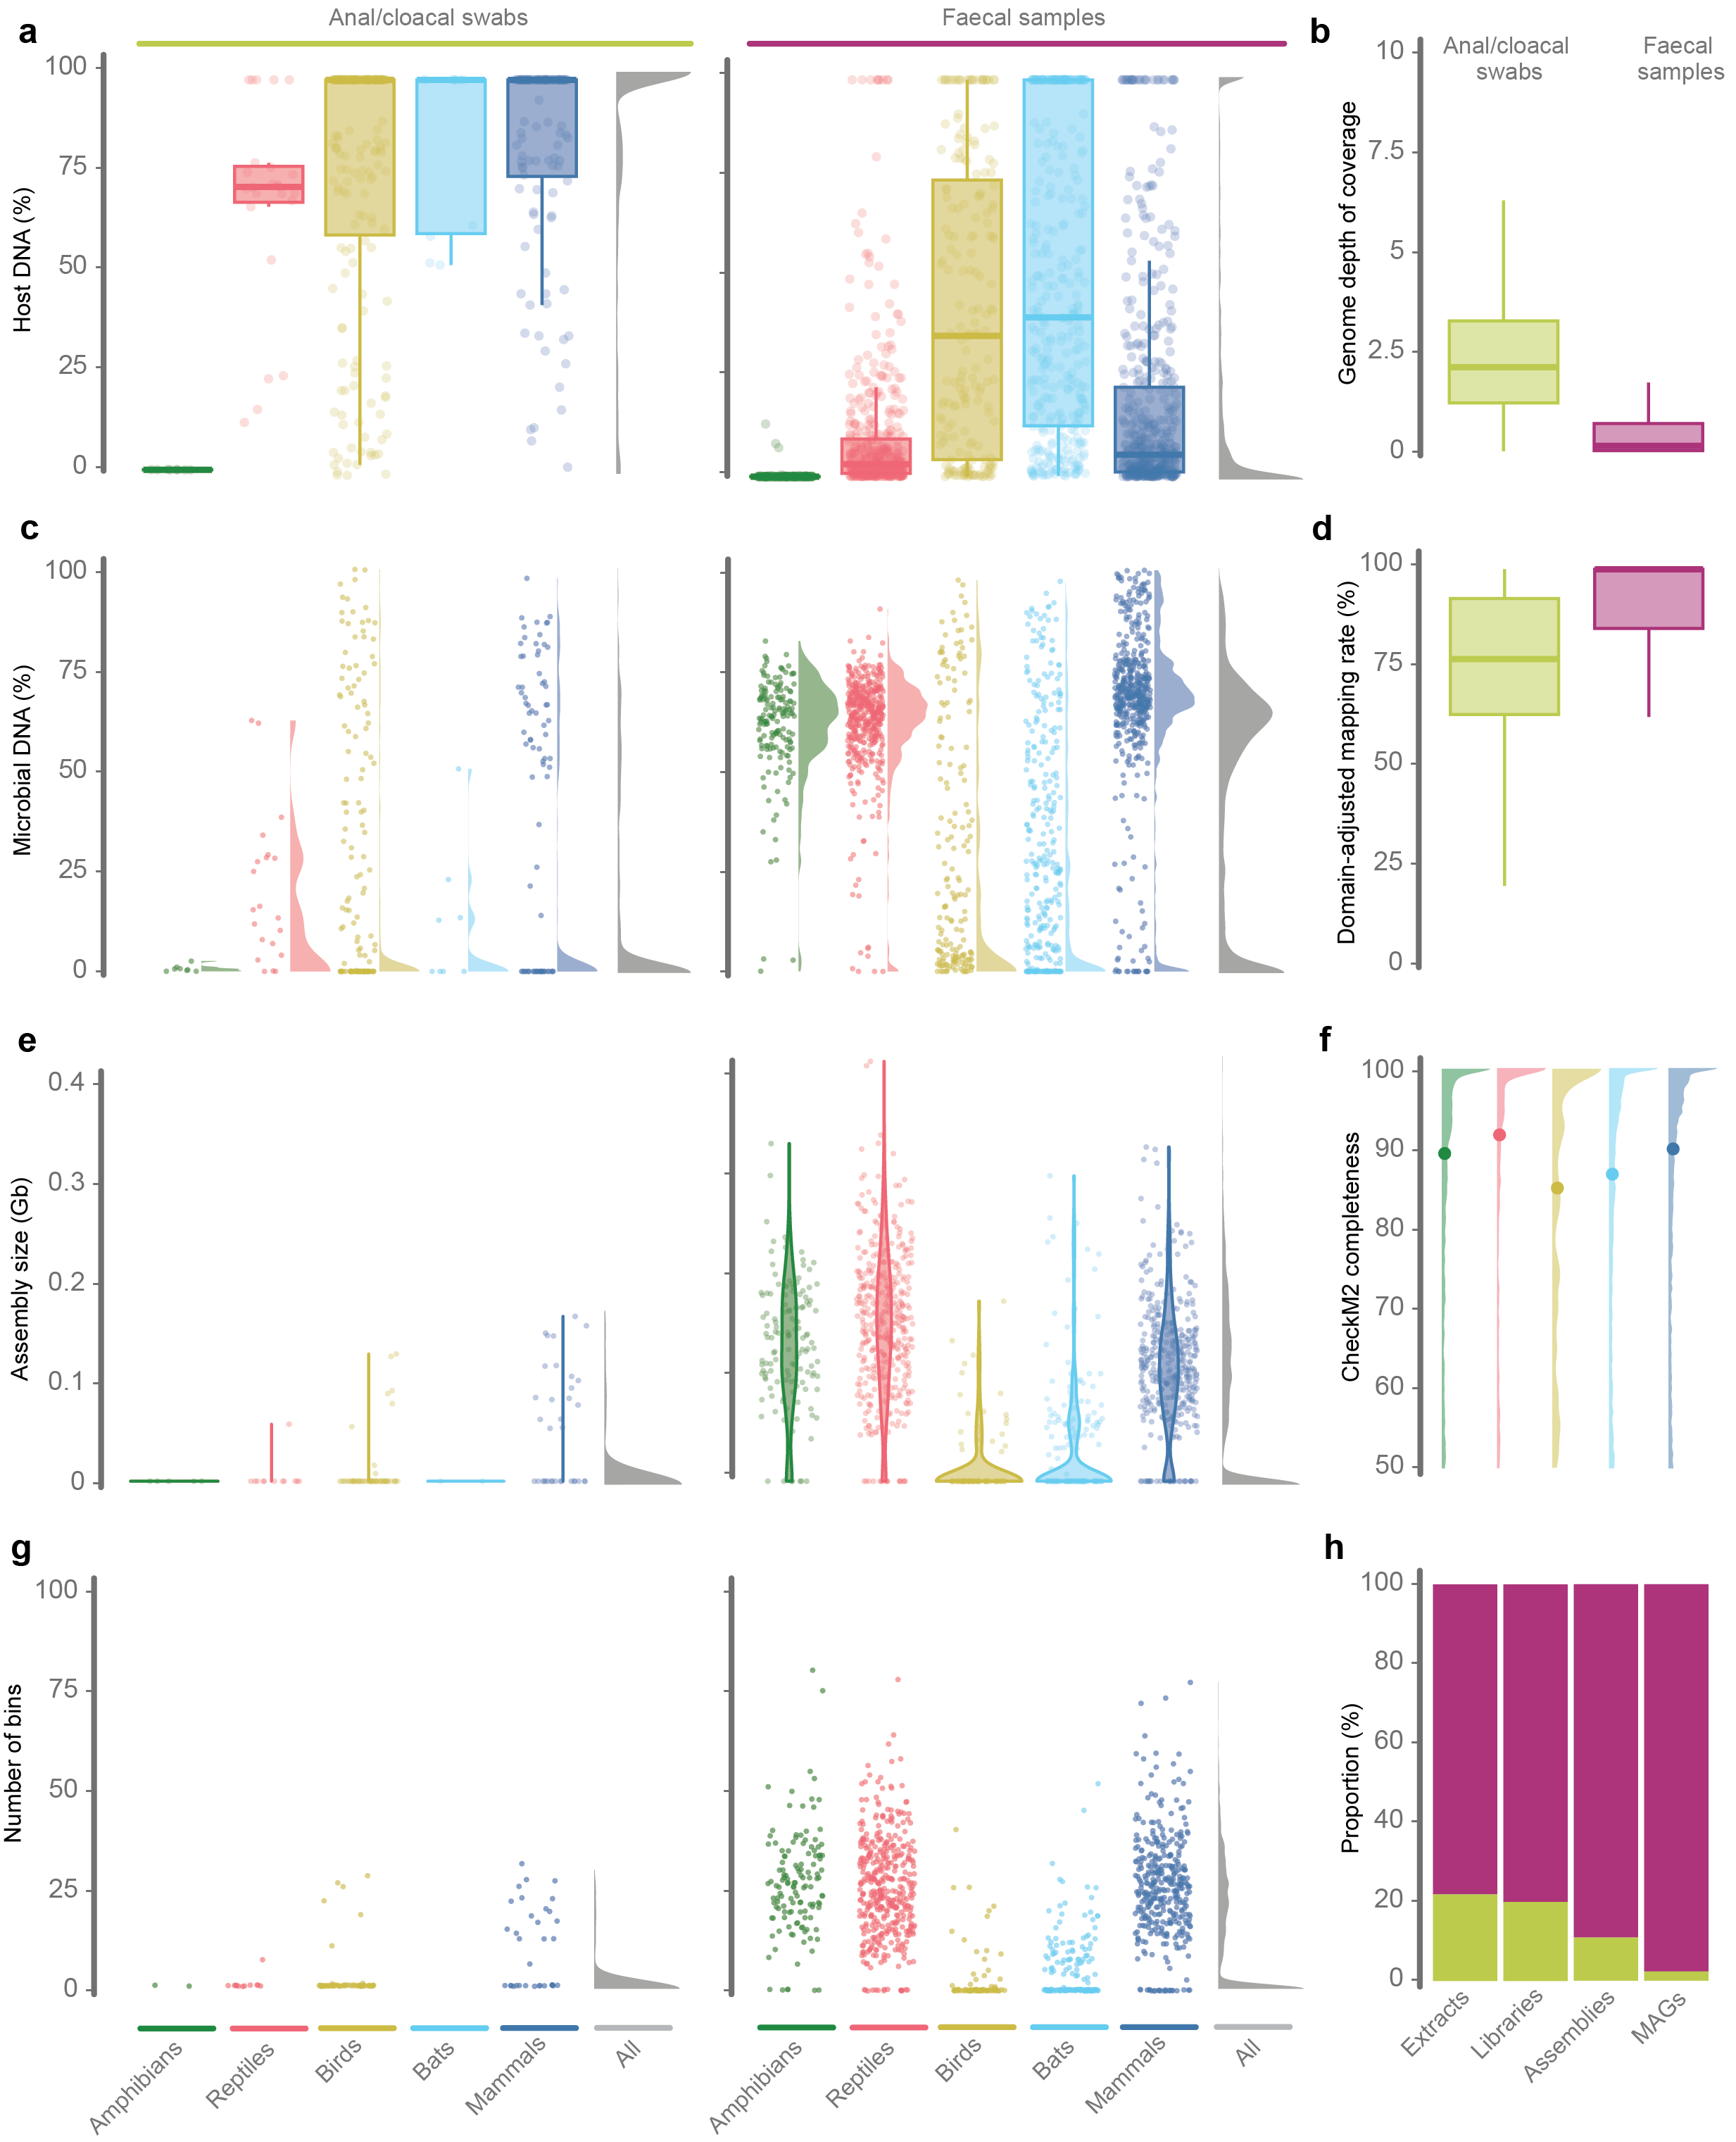 a
Anal/cloacal swabs
Faecal samples
Host DNA (%)
100
75
50
25
0
b
Anal/cloacal
swabs
Faecal
samples
Genome depth of coverage
10
7.5
5
2.5
0
c
Microbial DNA (%)
100
75
50
25
0
d
Domain-adjusted mapping rate (%)
100
75
50
25
0
e
Assembly size (Gb)
0.4
0.3
0.2
0.1
0
f
CheckM2 completeness
100
90
80
70
60
50
g
Number of bins
100
75
50
25
0
Amphibians
Reptiles
Birds
Bats
Mammals
All
Amphibians
Reptiles
Birds
Bats
Mammals
All
h
Proportion (%)
100
80
60
40
20
0
Extracts
Libraries
Assemblies
MAGs